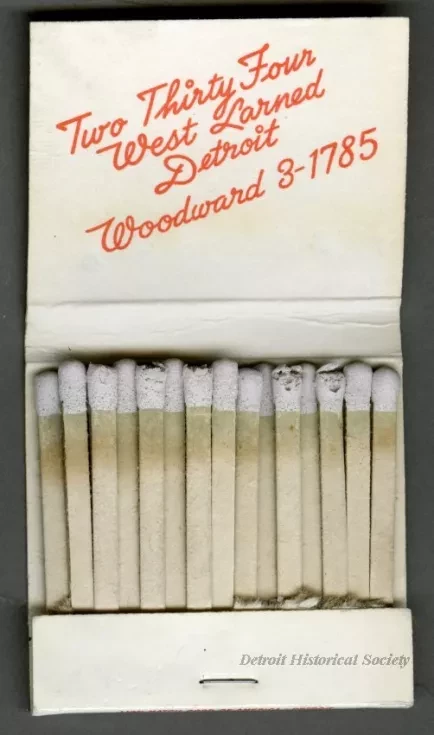 Two Thirty Four
West Larned
Detroit
Woodward 3-1785
Detroit Historical Society